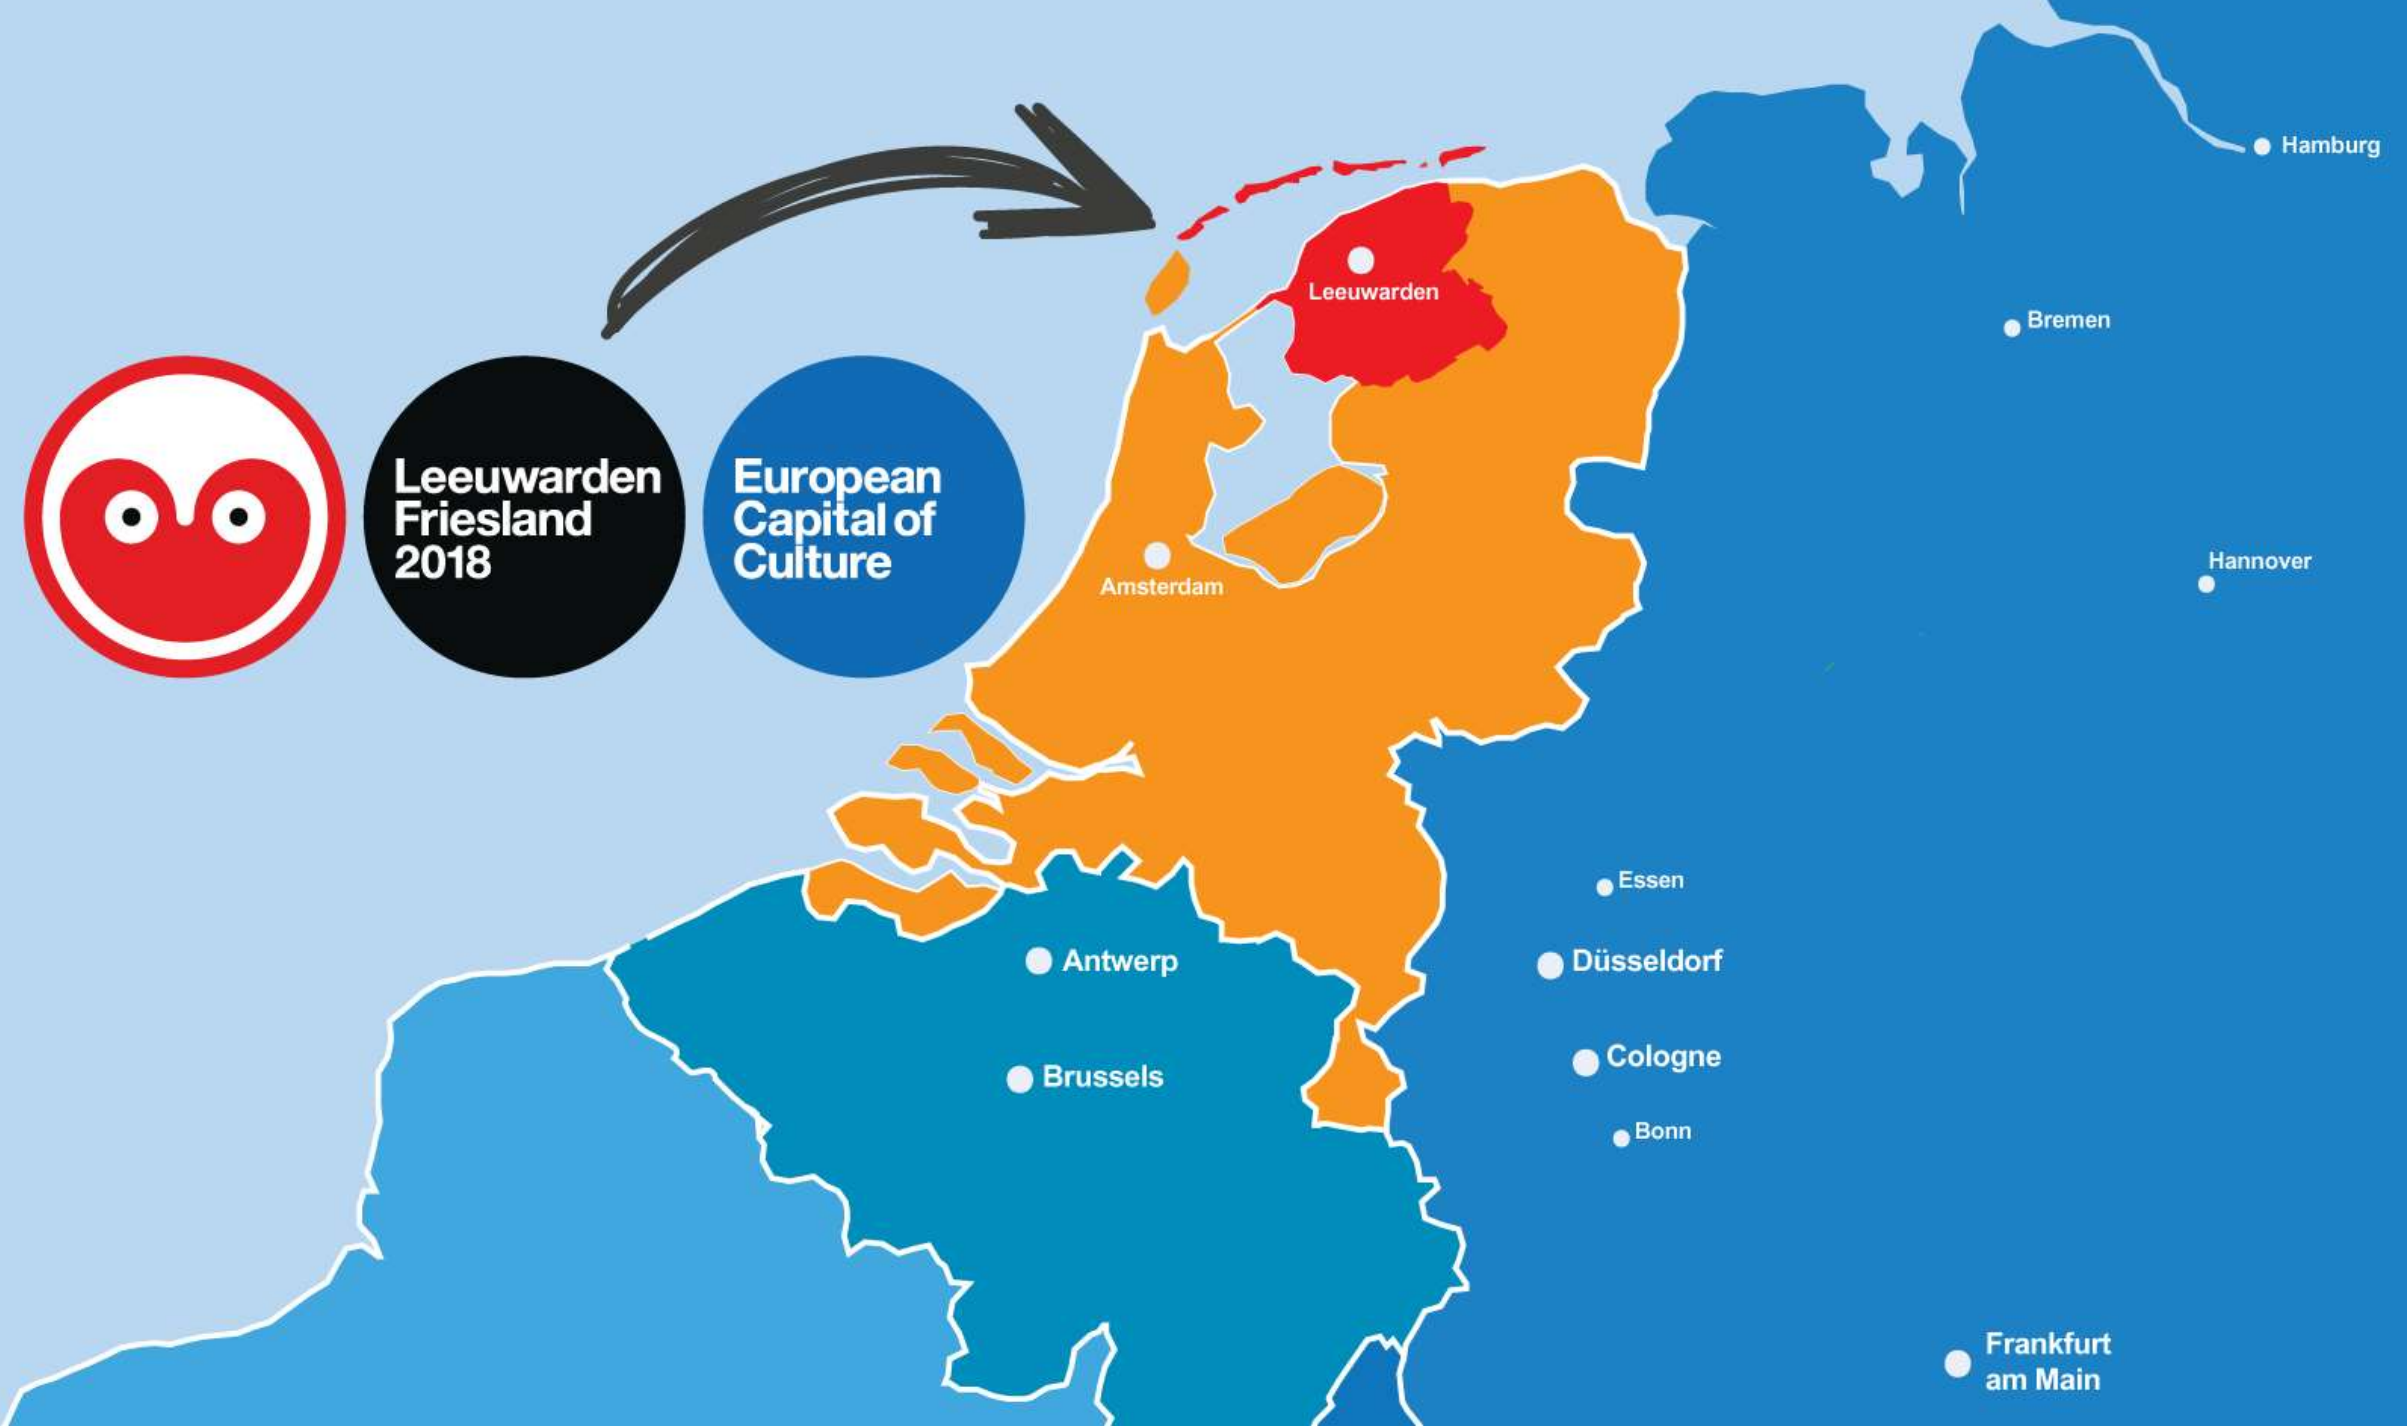 Hamburg
Leeuwarden
Bremen
Leeuwarden
Friesland
2018
European
Capital of
Culture
Amsterdam
Hannover
Essen
Antwerp
Düsseldorf
Brussels
Cologne
Bonn
Frankfurt
am Main